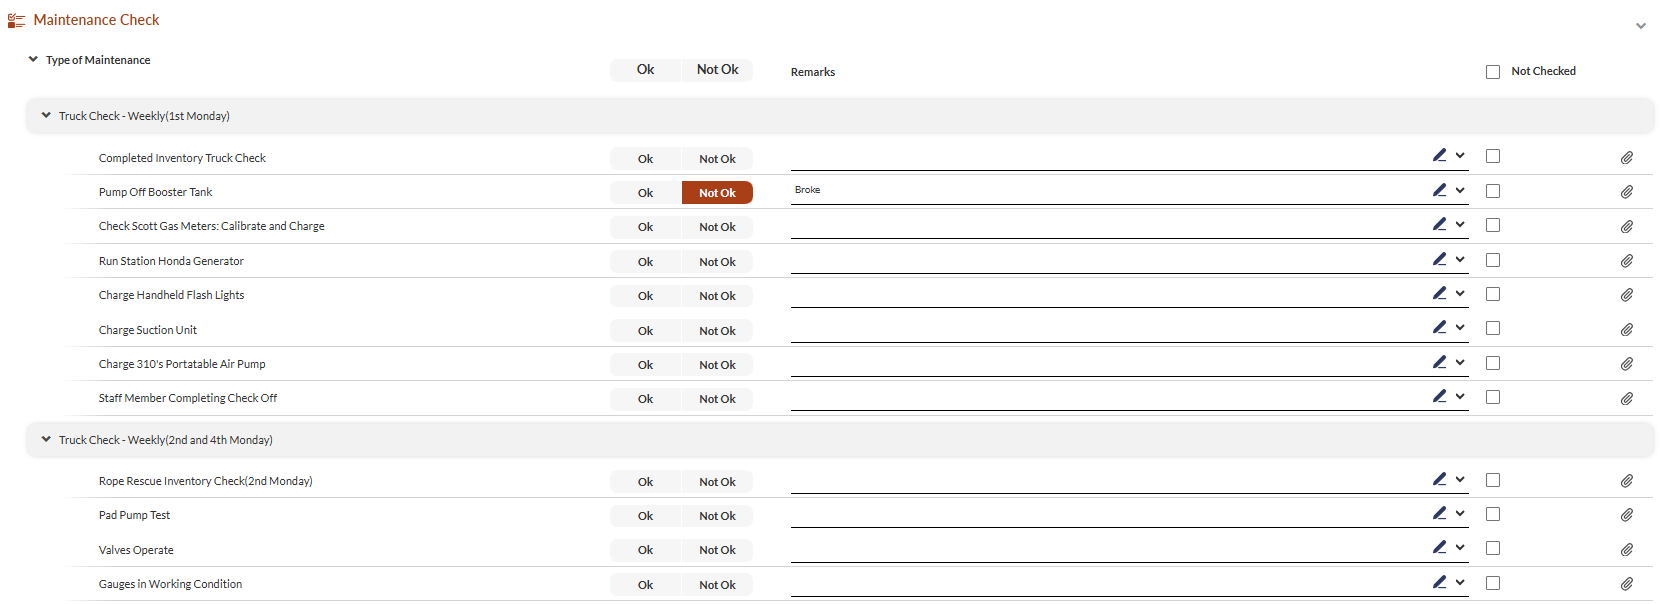 Maintenance Check
Type of Maintenance Ok Not Ok Remarks Not Checked
Truck Check - Weekly(1st Monday)
Completed Inventory Truck Check Ok Not Ok
Pump Off Booster Tank Ok Not Ok Broke
Check Scott Gas Meters: Calibrate and Charge Ok Not Ok
Run Station Honda Generator Ok Not Ok
Charge Handheld Flash Lights Ok Not Ok
Charge Suction Unit Ok Not Ok
Charge 310's Portatable Air Pump Ok Not Ok
Staff Member Completing Check Off Ok Not Ok
Truck Check - Weekly(2nd and 4th Monday)
Rope Rescue Inventory Check(2nd Monday) Ok Not Ok
Pad Pump Test Ok Not Ok
Valves Operate Ok Not Ok
Gauges in Working Condition Ok Not Ok